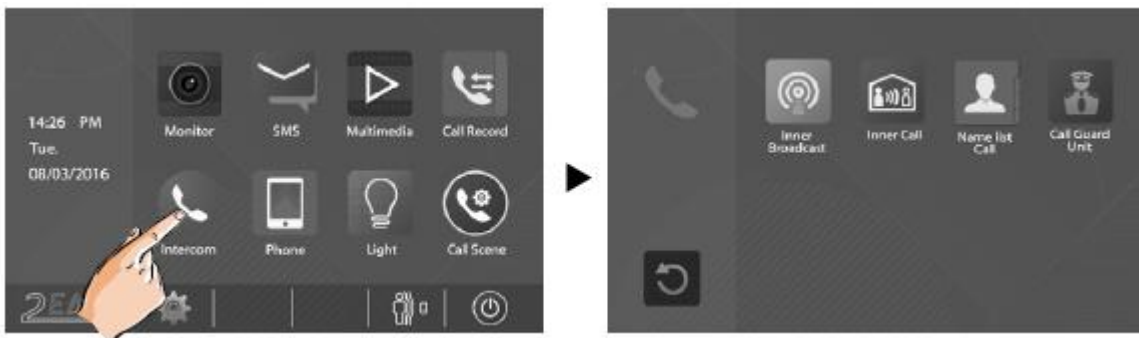 Monitor
SMS
Multimedia
Call Record
14:26 PM
Tue.
08/03/2016
Intercom
Phone
Light
Call Scene
Inner
Broadcast
Inner Call
Name list
Call
Call Guard
Unit